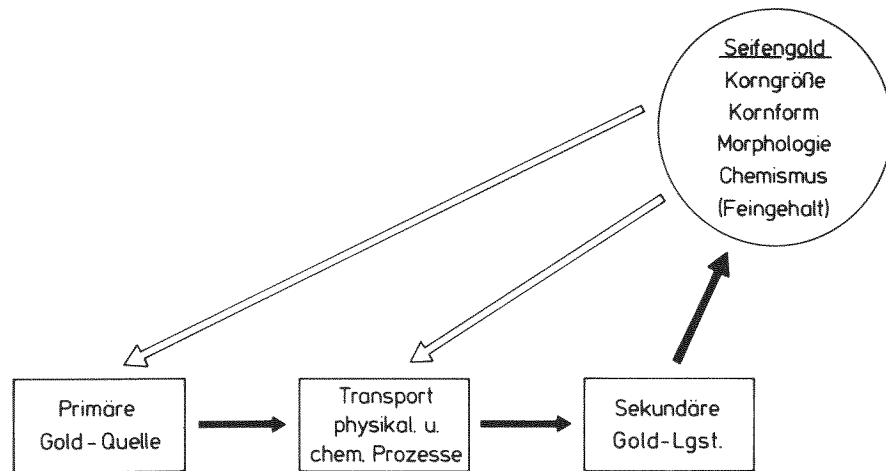 Seifengold
Korngröße
Kornform
Morphologie
Chemismus
(Feingehalt)
Primäre
Gold-Quelle
Transport
physikal. u.
chem. Prozesse
Sekundäre
Gold-Lgst.